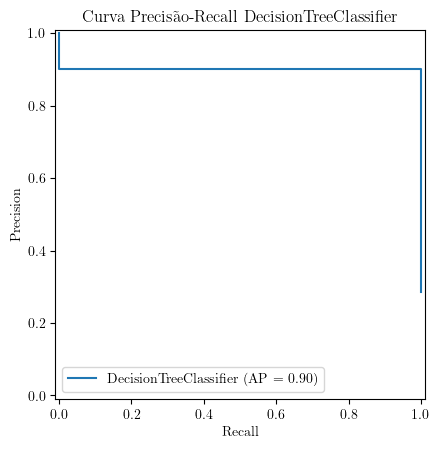 Curva Precisão-Recall DecisionTreeClassifier
1.0
0.8
0.6
0.4
0.2
0.0
Precision
DecisionTreeClassifier (AP = 0.90)
0.0 0.2 0.4 0.6 0.8 1.0
Recall